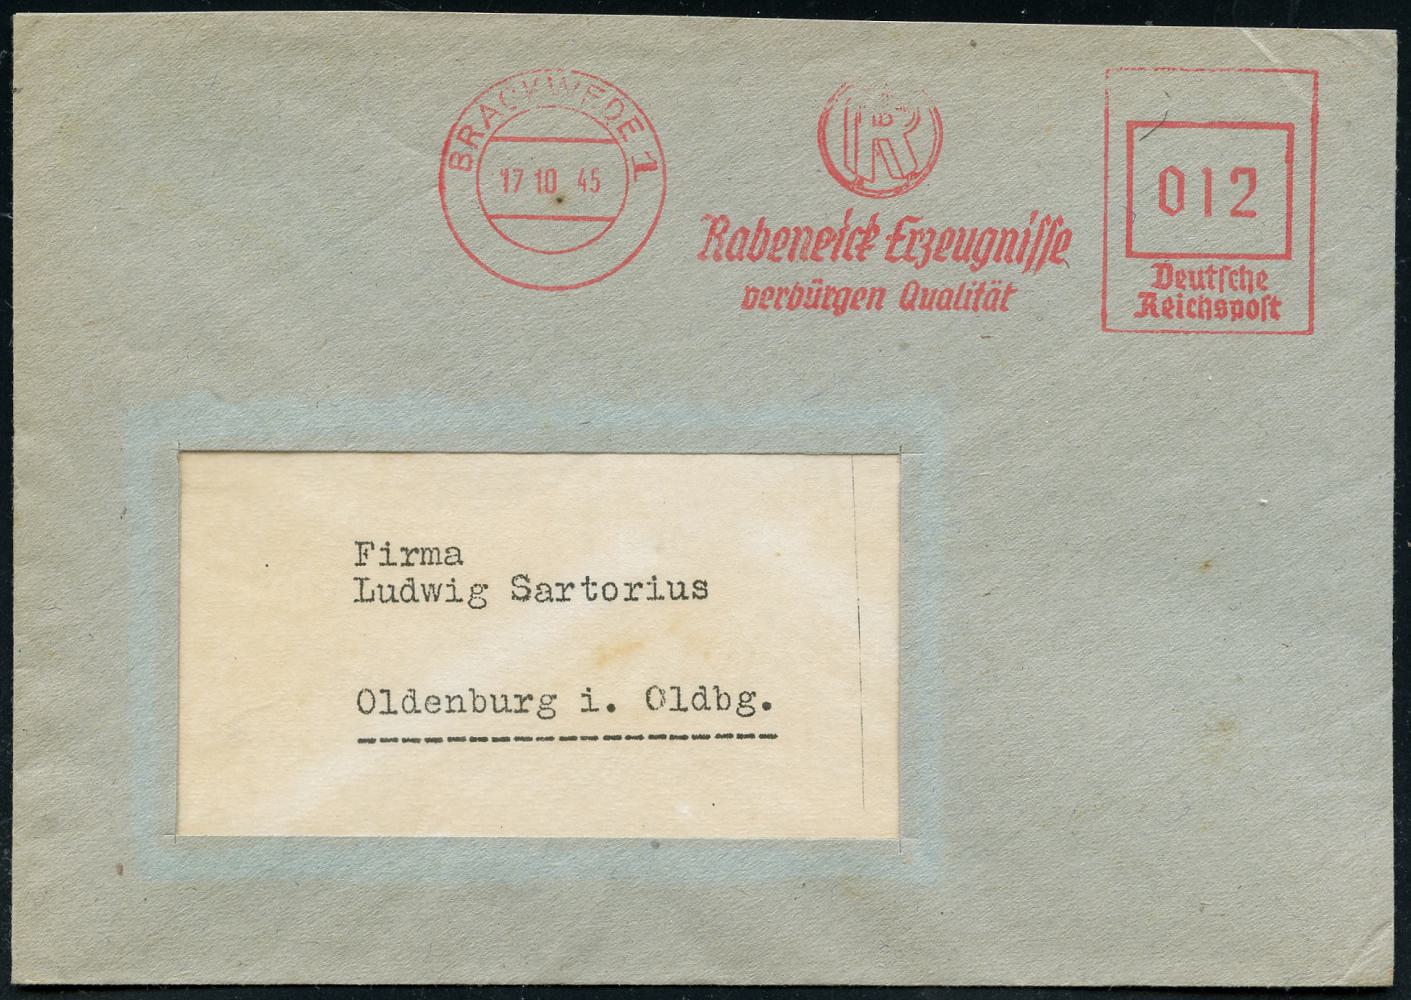 BRACKWEDE 1
17 10 45
R
Rabeneick-Erzeugnisse
verbürgen Qualität
012
Deutsche
Reichspost
Firma
Ludwig Sartorius
Oldenburg i. Oldbg.